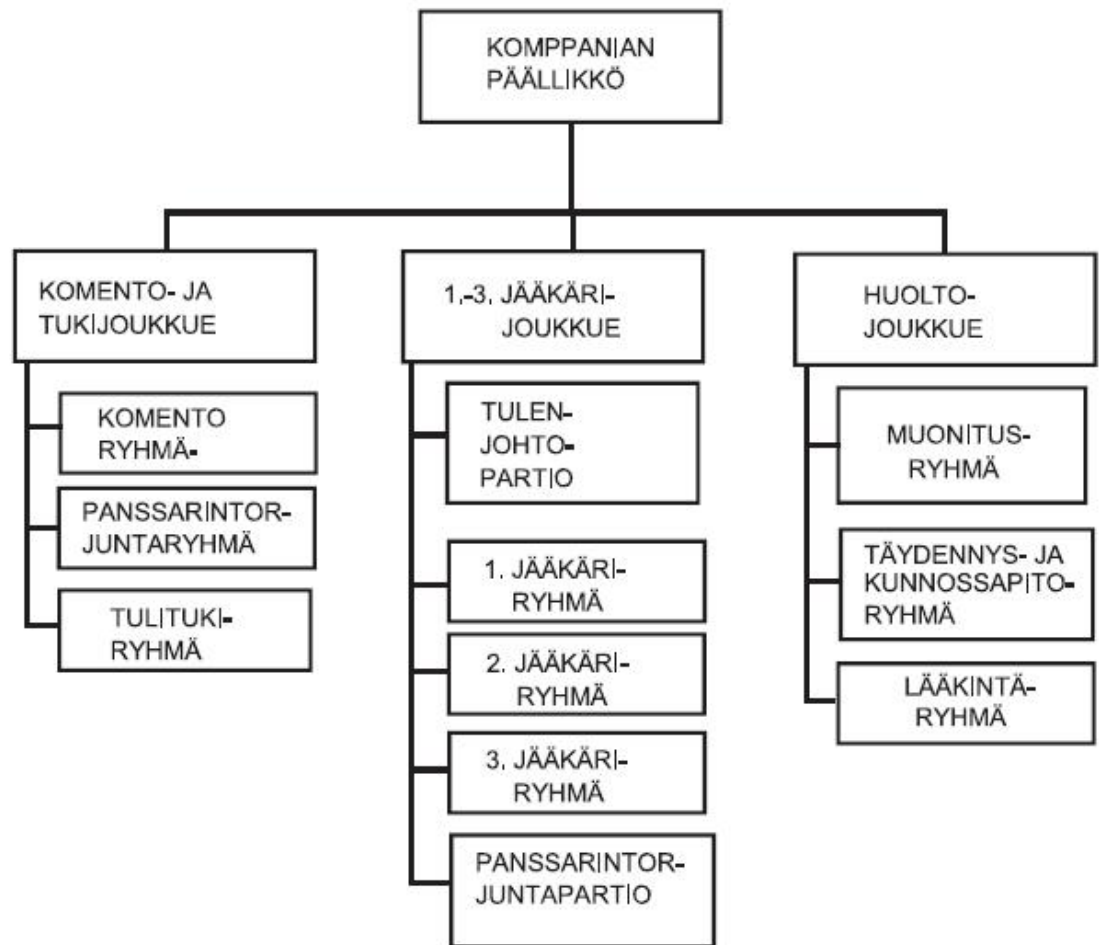 KOMPPANIAN
PÄÄLLIKKÖ
KOMENTO- JA
TUKIJOUKKUE
KOMENTO
RYHMÄ-
PANSSARINTOR-
JUNTARYHMÄ
TULITUKI-
RYHMÄ
1.-3. JÄÄKÄRI-
JOUKKUE
TULEN-
JOHTO-
PARTIO
1. JÄÄKÄRI-
RYHMÄ
2. JÄÄKÄRI-
RYHMÄ
3. JÄÄKÄRI-
RYHMÄ
PANSSARINTOR-
JUNTAPARTIO
HUOLTO-
JOUKKUE
MUONITUS-
RYHMÄ
TÄYDENNYS- JA
KUNNOSSAPITO-
RYHMÄ
LÄÄKINTÄ-
RYHMÄ